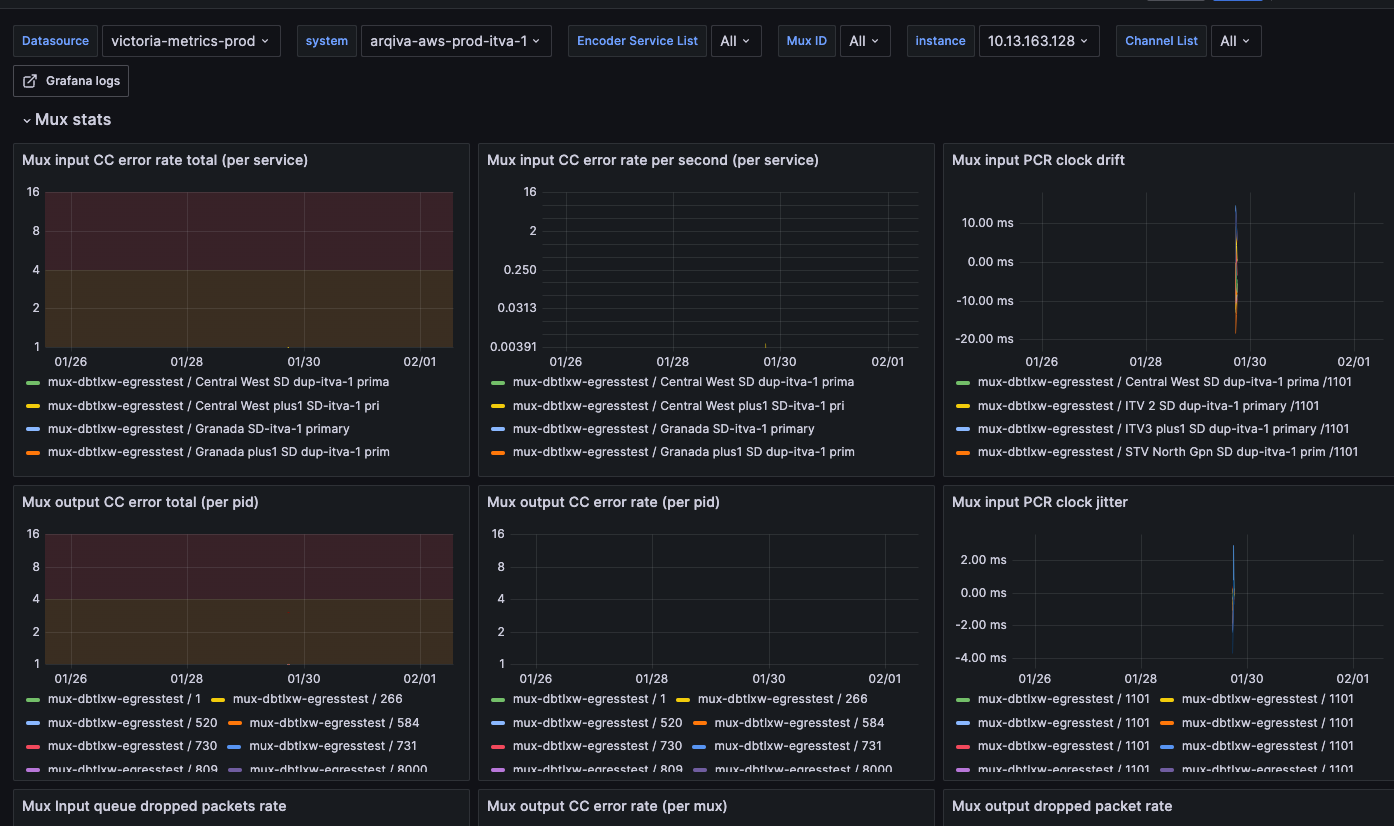 Datasource victoria-metrics-prod system arqiva-aws-prod-itva-1 Encoder Service List All Mux ID All instance 10.13.163.128 Channel List All
Grafana logs
Mux stats
Mux input CC error rate total (per service)
16
8
4
2
1
01/26 01/28 01/30 02/01
mux-dbtlxw-egresstest / Central West SD dup-itva-1 prima
mux-dbtlxw-egresstest / Central West plus1 SD-itva-1 pri
mux-dbtlxw-egresstest / Granada SD-itva-1 primary
mux-dbtlxw-egresstest / Granada plus1 SD dup-itva-1 prim
Mux input CC error rate per second (per service)
16
2
0.250
0.0313
0.00391
01/26 01/28 01/30 02/01
mux-dbtlxw-egresstest / Central West SD dup-itva-1 prima
mux-dbtlxw-egresstest / Central West plus1 SD-itva-1 pri
mux-dbtlxw-egresstest / Granada SD-itva-1 primary
mux-dbtlxw-egresstest / Granada plus1 SD dup-itva-1 prim
Mux input PCR clock drift
10.00 ms
0.00 ms
-10.00 ms
-20.00 ms
01/26 01/28 01/30 02/01
mux-dbtlxw-egresstest / Central West SD dup-itva-1 prima /1101
mux-dbtlxw-egresstest / ITV 2 SD dup-itva-1 primary /1101
mux-dbtlxw-egresstest / ITV3 plus1 SD dup-itva-1 primary /1101
mux-dbtlxw-egresstest / STV North Gpn SD dup-itva-1 prim /1101
Mux output CC error total (per pid)
16
8
4
2
1
01/26 01/28 01/30 02/01
mux-dbtlxw-egresstest / 1 mux-dbtlxw-egresstest / 266
mux-dbtlxw-egresstest / 520 mux-dbtlxw-egresstest / 584
mux-dbtlxw-egresstest / 730 mux-dbtlxw-egresstest / 731
mux-dbtlxw-egresstest / 809 mux-dbtlxw-egresstest / 8000
Mux output CC error rate (per pid)
16
8
4
2
1
01/26 01/28 01/30 02/01
mux-dbtlxw-egresstest / 1 mux-dbtlxw-egresstest / 266
mux-dbtlxw-egresstest / 520 mux-dbtlxw-egresstest / 584
mux-dbtlxw-egresstest / 730 mux-dbtlxw-egresstest / 731
mux-dbtlxw-egresstest / 809 mux-dbtlxw-egresstest / 8000
Mux input PCR clock jitter
2.00 ms
0.00 ms
-2.00 ms
-4.00 ms
01/26 01/28 01/30 02/01
mux-dbtlxw-egresstest / 1101 mux-dbtlxw-egresstest / 1101
mux-dbtlxw-egresstest / 1101 mux-dbtlxw-egresstest / 1101
mux-dbtlxw-egresstest / 1101 mux-dbtlxw-egresstest / 1101
mux-dbtlxw-egresstest / 1101 mux-dbtlxw-egresstest / 1101
Mux Input queue dropped packets rate
Mux output CC error rate (per mux)
Mux output dropped packet rate